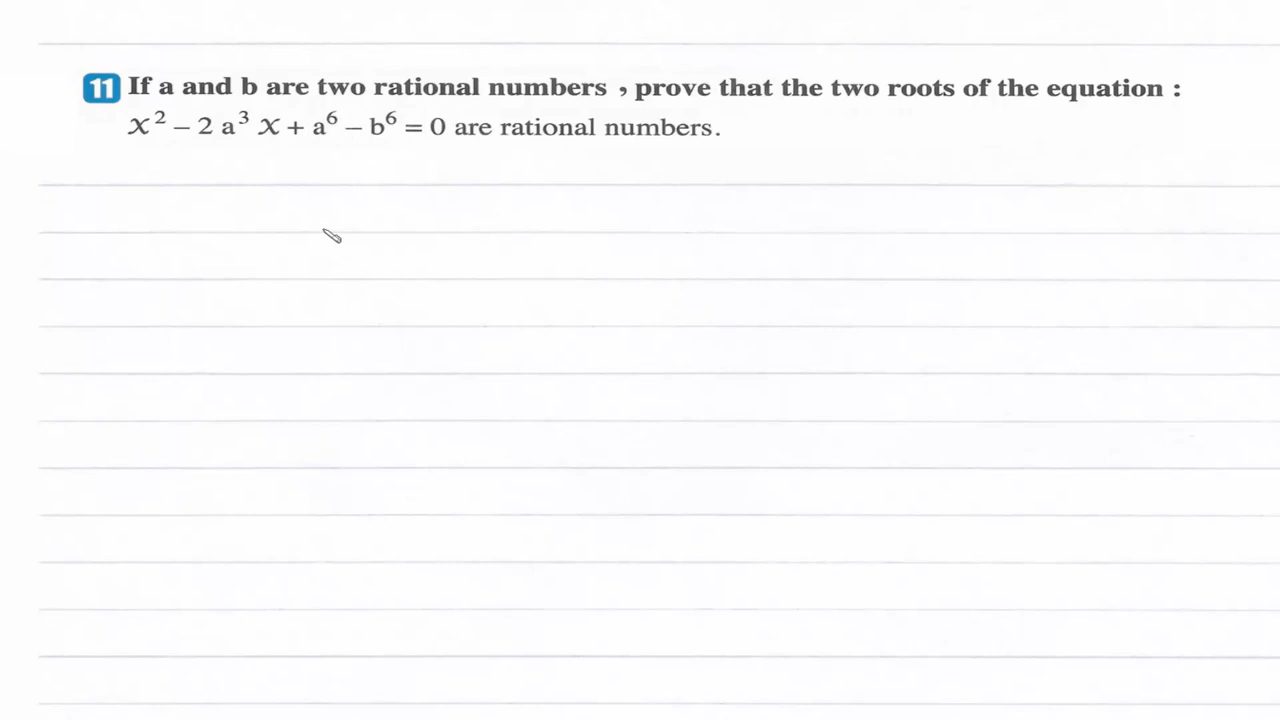 11 If a and b are two rational numbers , prove that the two roots of the equation :
x² – 2 a³ x + a⁶ – b⁶ = 0 are rational numbers.